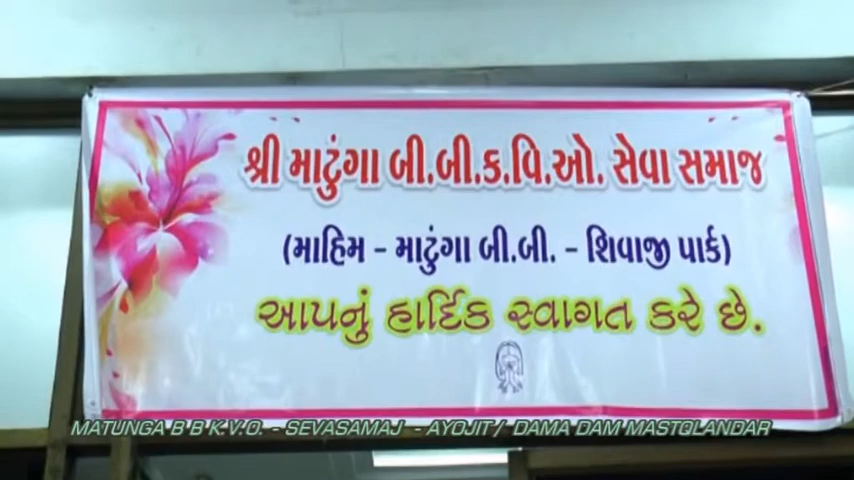 શ્રી માટુંગા બી.બી.ક.વિ.ઓ. સેવા સમાજ
(માહિમ - માટુંગા બી.બી. - શિવાજી પાર્ક)
આપનું હાર્દિક સ્વાગત કરે છે.
MATUNGA B B K.V.O. - SEVASAMAJ - AYOJIT / DAMA DAM MASTQLANDAR